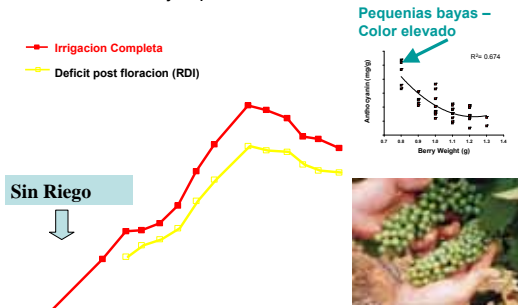 Pequenias bayas –
Color elevado
Irrigacion Completa
Deficit post floracion (RDI)
R²= 0.674
Anthocyanin (mg/g)
0.7 0.8 0.9 1.0 1.1 1.2 1.3 1.4
Berry Weight (g)
Sin Riego